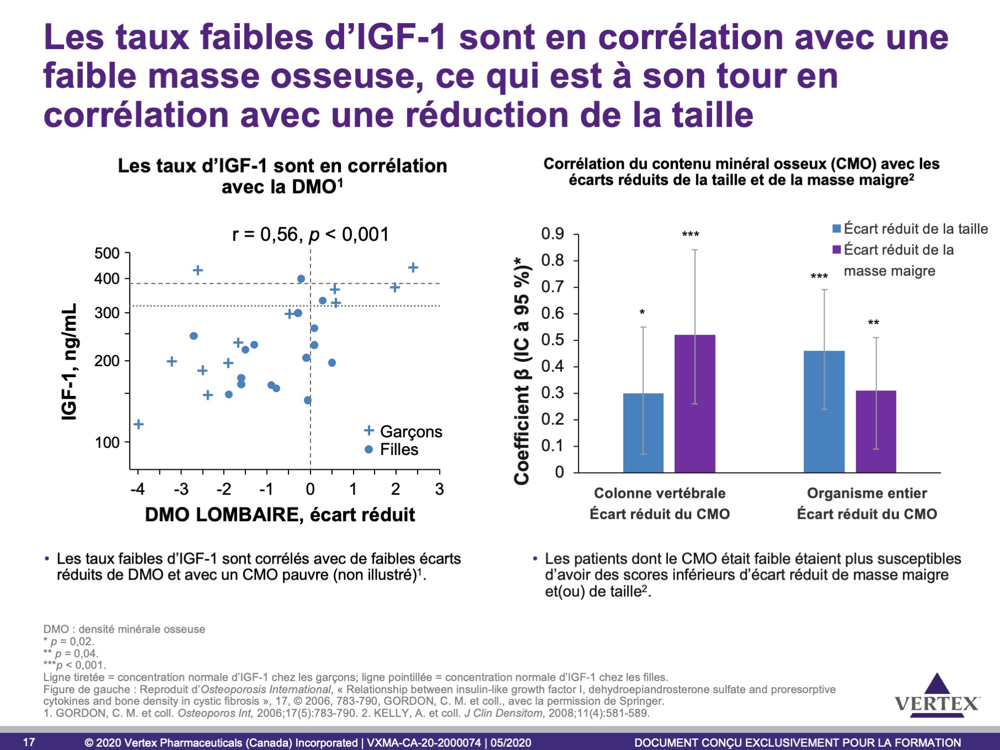 Les taux faibles d’IGF-1 sont en corrélation avec une
faible masse osseuse, ce qui est à son tour en
corrélation avec une réduction de la taille
Les taux d’IGF-1 sont en corrélation
avec la DMO¹
r = 0,56, p < 0,001
500
400
300
200
100
IGF-1, ng/mL
Garçons
Filles
-4 -3 -2 -1 0 1 2 3
DMO LOMBAIRE, écart réduit
Corrélation du contenu minéral osseux (CMO) avec les
écarts réduits de la taille et de la masse maigre²
Écart réduit de la taille
Écart réduit de la
masse maigre
0.9
0.8
0.7
0.6
0.5
0.4
0.3
0.2
0.1
0
Coefficient β (IC à 95 %)*
*
***
***
**
Colonne vertébrale
Écart réduit du CMO
Organisme entier
Écart réduit du CMO
• Les taux faibles d’IGF-1 sont corrélés avec de faibles écarts
réduits de DMO et avec un CMO pauvre (non illustré)¹.
• Les patients dont le CMO était faible étaient plus susceptibles
d’avoir des scores inférieurs d’écart réduit de masse maigre
et(ou) de taille².
DMO : densité minérale osseuse
* p = 0,02.
** p = 0,04.
***p < 0,001.
Ligne tiretée = concentration normale d’IGF-1 chez les garçons; ligne pointillée = concentration normale d’IGF-1 chez les filles.
Figure de gauche : Reproduit d’Osteoporosis International, « Relationship between insulin-like growth factor I, dehydroepiandrosterone sulfate and proresorptive
cytokines and bone density in cystic fibrosis », 17, © 2006, 783-790, GORDON, C. M. et coll., avec la permission de Springer.
1. GORDON, C. M. et coll. Osteoporos Int, 2006;17(5):783-790. 2. KELLY, A. et coll. J Clin Densitom, 2008;11(4):581-589.
VERTEX
17
© 2020 Vertex Pharmaceuticals (Canada) Incorporated | VXMA-CA-20-2000074 | 05/2020
DOCUMENT CONÇU EXCLUSIVEMENT POUR LA FORMATION